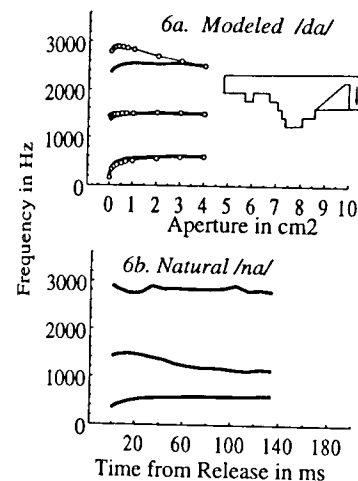 6a. Modeled /da/
3000
2000
1000
0
0 1 2 3 4 5 6 7 8 9 10
Aperture in cm2
Frequency in Hz
6b. Natural /na/
3000
2000
1000
0
20 60 100 140 180
Time from Release in ms